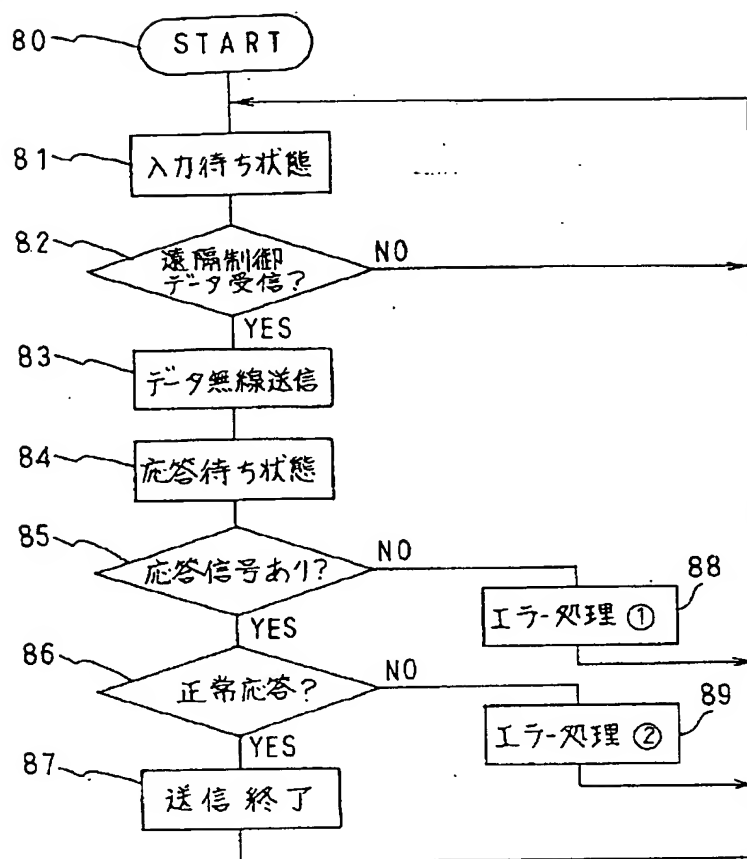 80
START
81
入力待ち状態
82
遠隔制御
データ受信?
NO
YES
83
データ無線送信
84
応答待ち状態
85
応答信号あり?
NO
88
エラー処理 ①
YES
86
正常応答?
NO
89
エラー処理 ②
YES
87
送信終了